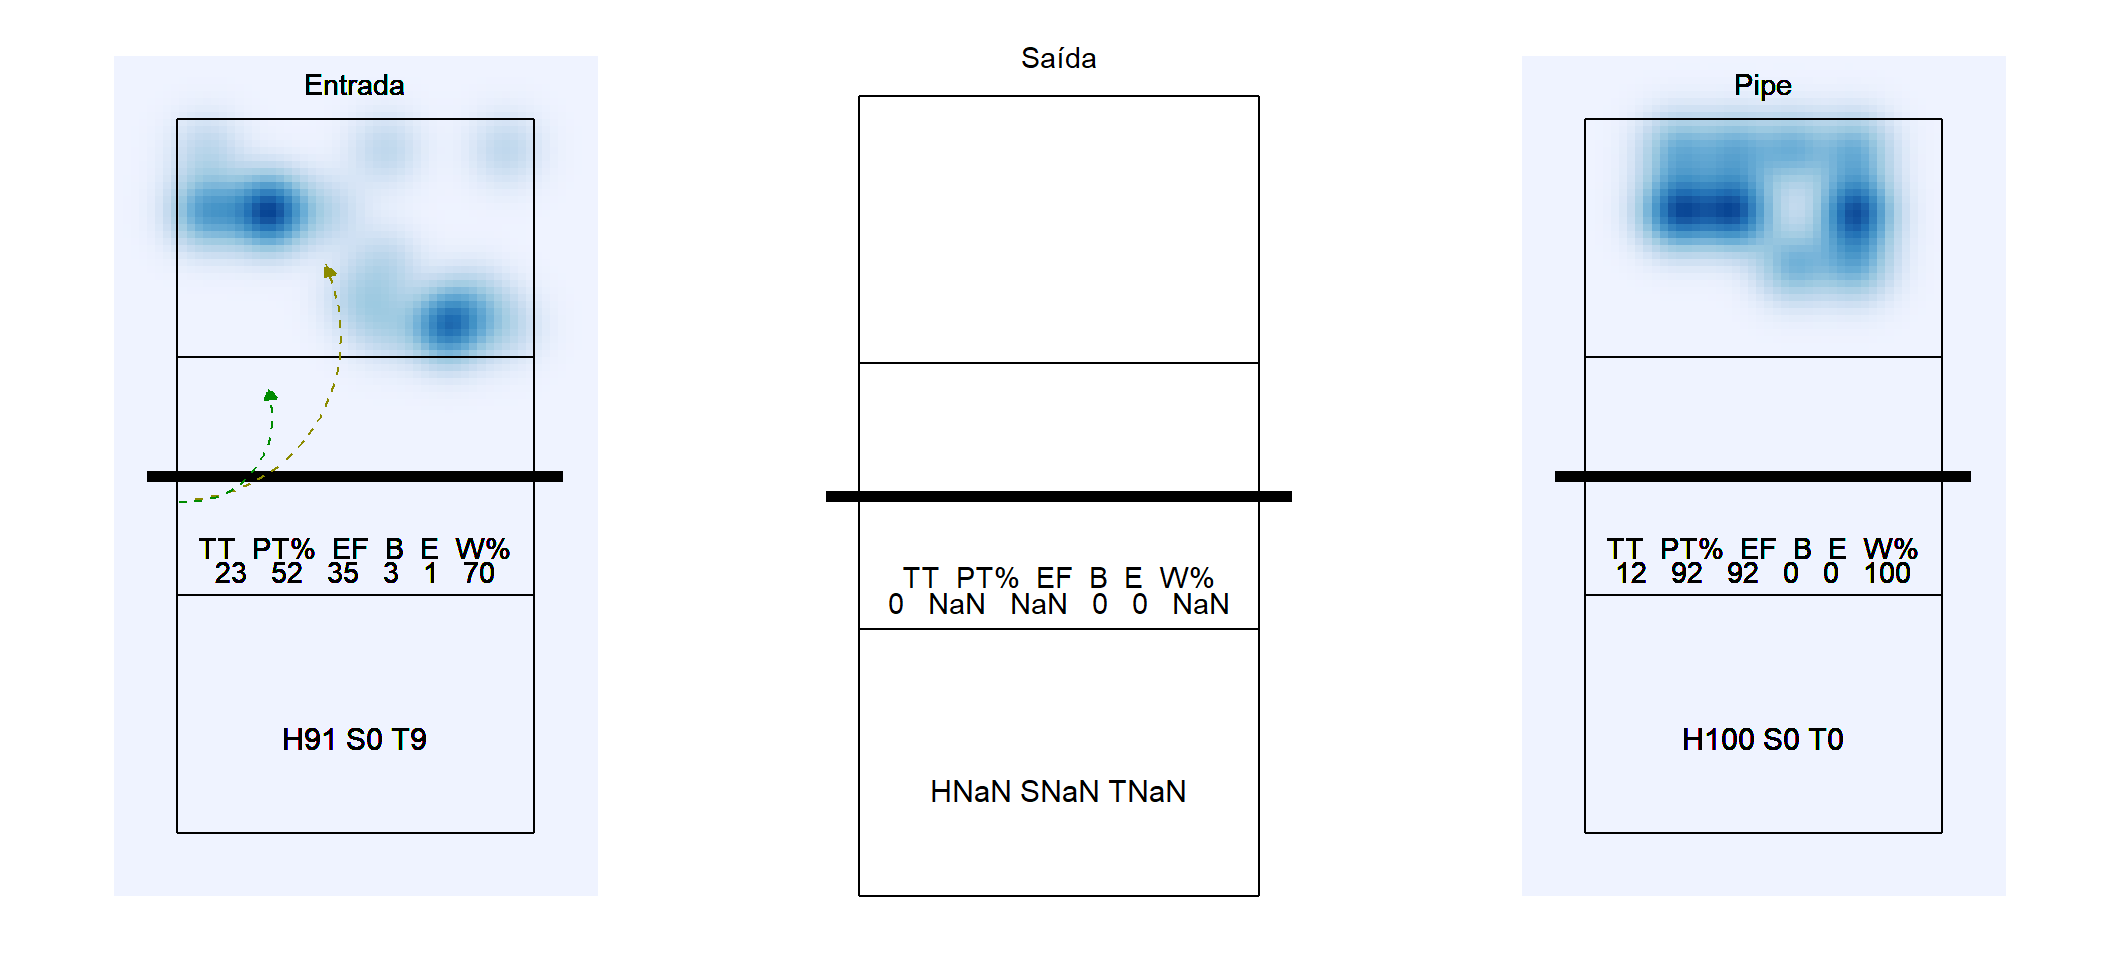 Entrada
TT PT% EF B E W%
23 52 35 3 1 70
H91 S0 T9
Saída
TT PT% EF B E W%
0 NaN NaN 0 0 NaN
HNaN SNaN TNaN
Pipe
TT PT% EF B E W%
12 92 92 0 0 100
H100 S0 T0